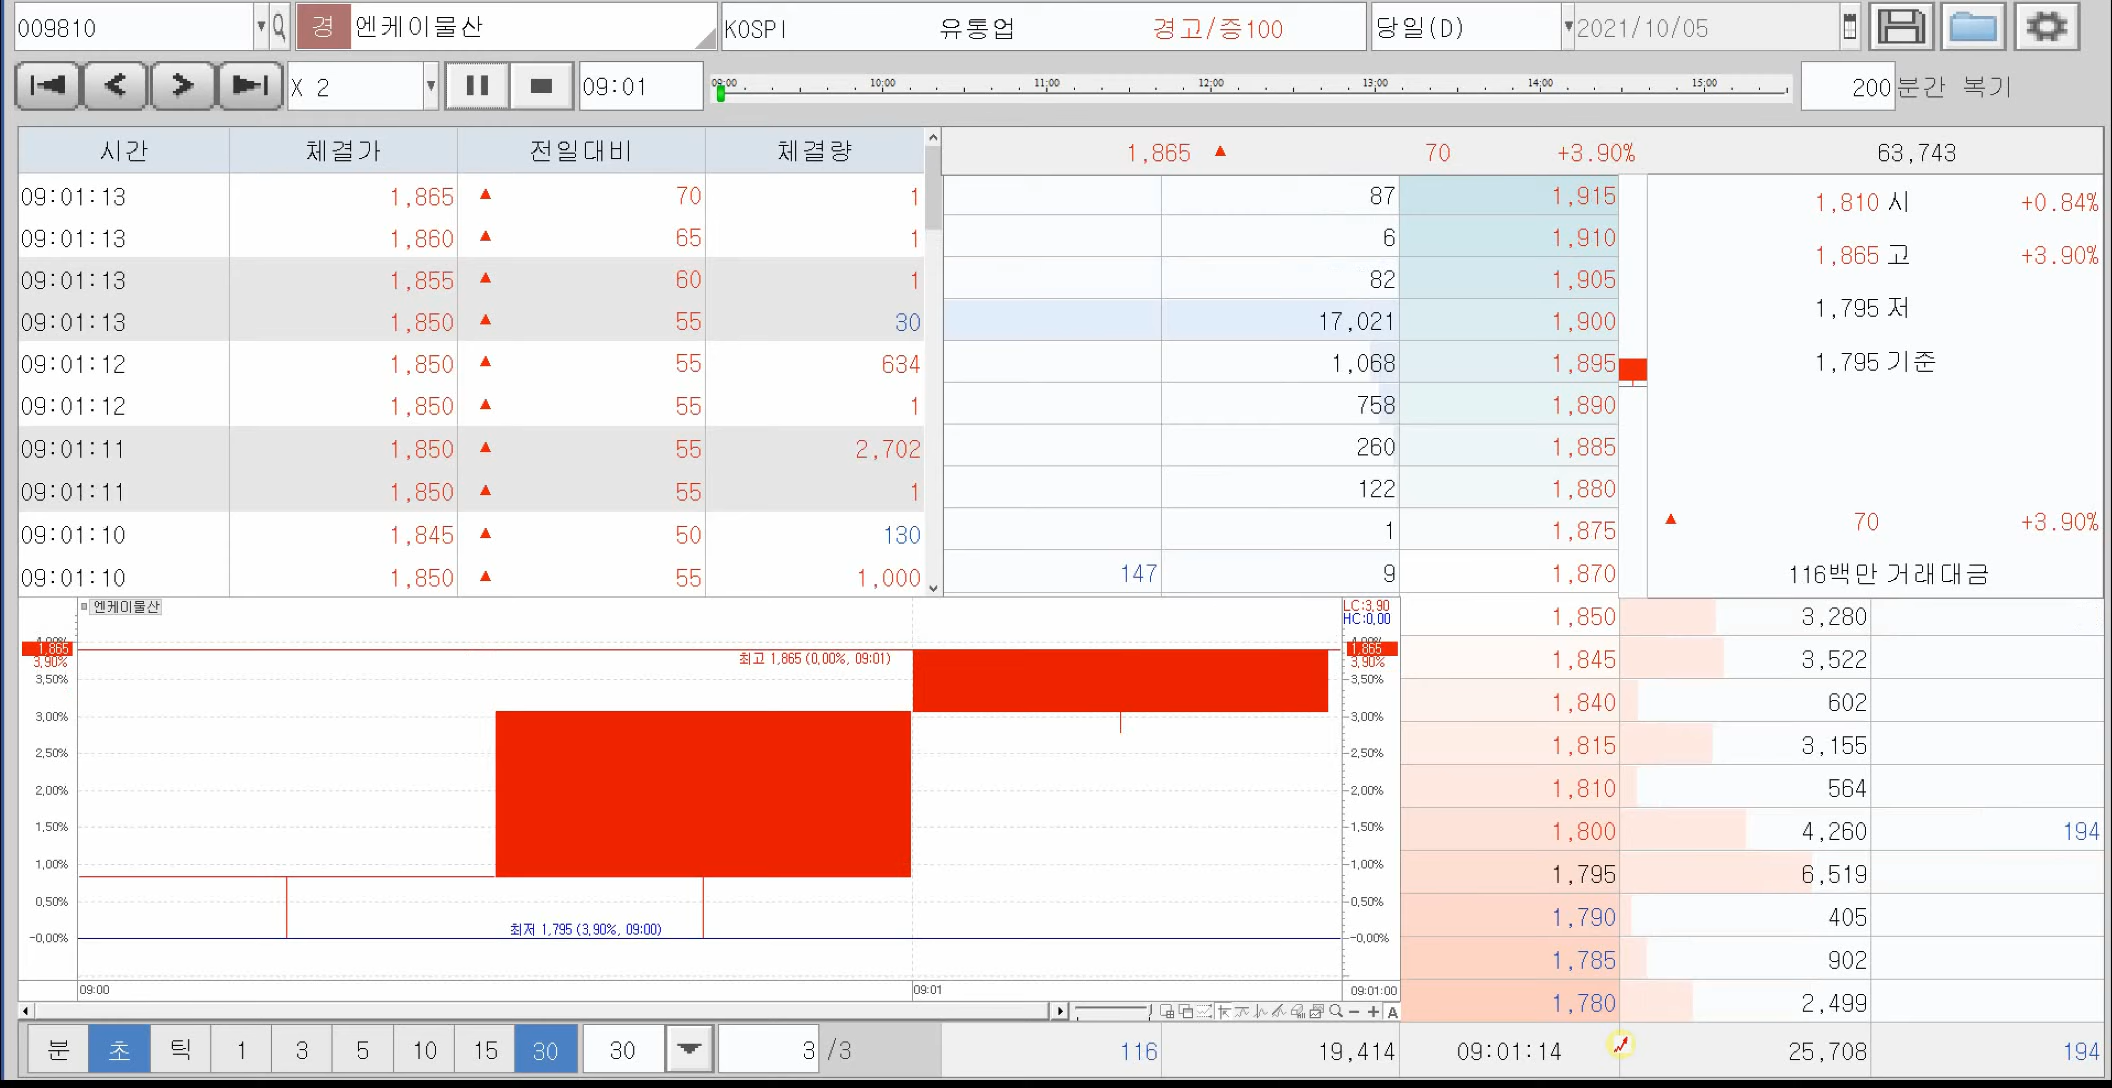 009810 경 엔케이물산 KOSPI 유통업 경고/증100 당일(D) 2021/10/05
X 2 09:01 09:00 10:00 11:00 12:00 13:00 14:00 15:00 200 분간 복기
시간 체결가 전일대비 체결량
09:01:13 1,865 ▲ 70 1
09:01:13 1,860 ▲ 65 1
09:01:13 1,855 ▲ 60 1
09:01:13 1,850 ▲ 55 30
09:01:12 1,850 ▲ 55 634
09:01:12 1,850 ▲ 55 1
09:01:11 1,850 ▲ 55 2,702
09:01:11 1,850 ▲ 55 1
09:01:10 1,845 ▲ 50 130
09:01:10 1,850 ▲ 55 1,000
1,865 ▲ 70 +3.90% 63,743
87 1,915
6 1,910
82 1,905
17,021 1,900
1,068 1,895
758 1,890
260 1,885
122 1,880
1 1,875
147 9 1,870
1,810 시 +0.84%
1,865 고 +3.90%
1,795 저
1,795 기준
▲ 70 +3.90%
116백만 거래대금
1,850 3,280
1,845 3,522
1,840 602
1,815 3,155
1,810 564
1,800 4,260 194
1,795 6,519
1,790 405
1,785 902
1,780 2,499
엔케이물산
LC:3,90
HC:0,00
4,00% 4,00%
1,865 1,865
3,90% 3,90%
최고 1,865 (0,00%, 09:01)
3,50% 3,50%
3,00% 3,00%
2,50% 2,50%
2,00% 2,00%
1,50% 1,50%
1,00% 1,00%
0,50% 0,50%
최저 1,795 (3,90%, 09:00)
-0,00% -0,00%
09:00 09:01 09:01:00
A
분 초 틱 1 3 5 10 15 30 30 3 /3
116 19,414 09:01:14 25,708 194